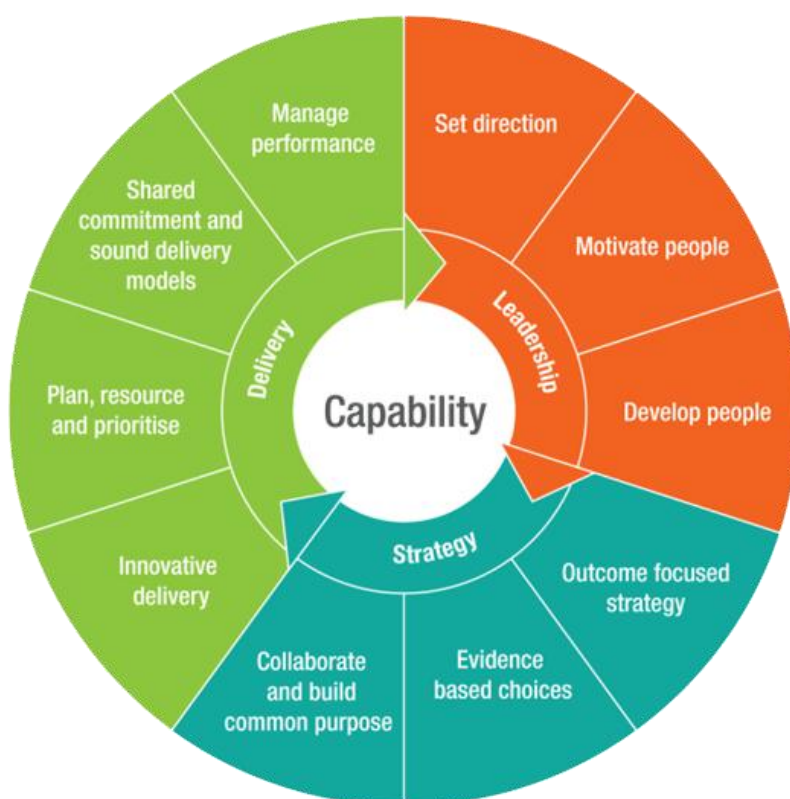 Capability
Leadership
Set direction
Motivate people
Develop people
Strategy
Outcome focused
strategy
Evidence
based choices
Collaborate
and build
common purpose
Delivery
Innovative
delivery
Plan, resource
and prioritise
Shared
commitment and
sound delivery
models
Manage
performance